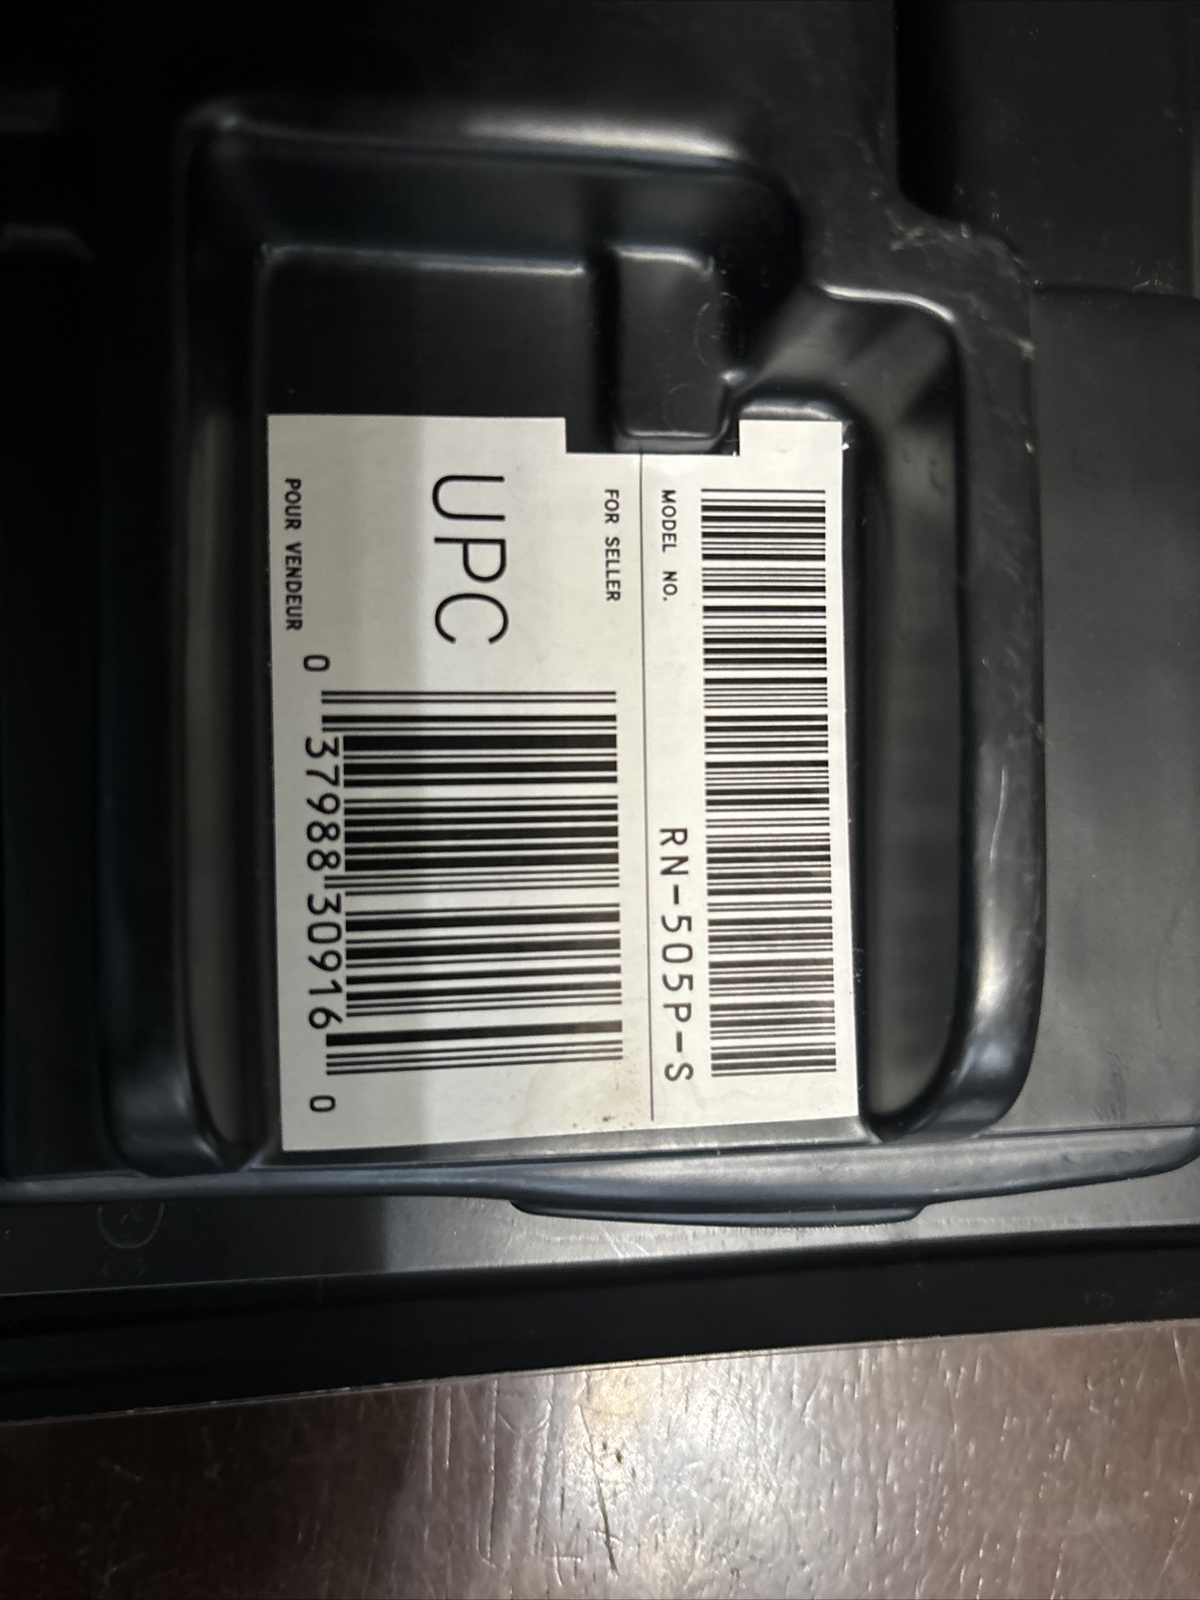 MODEL NO. RN-505P-S
FOR SELLER
UPC
POUR VENDEUR
0 37988 30916 0